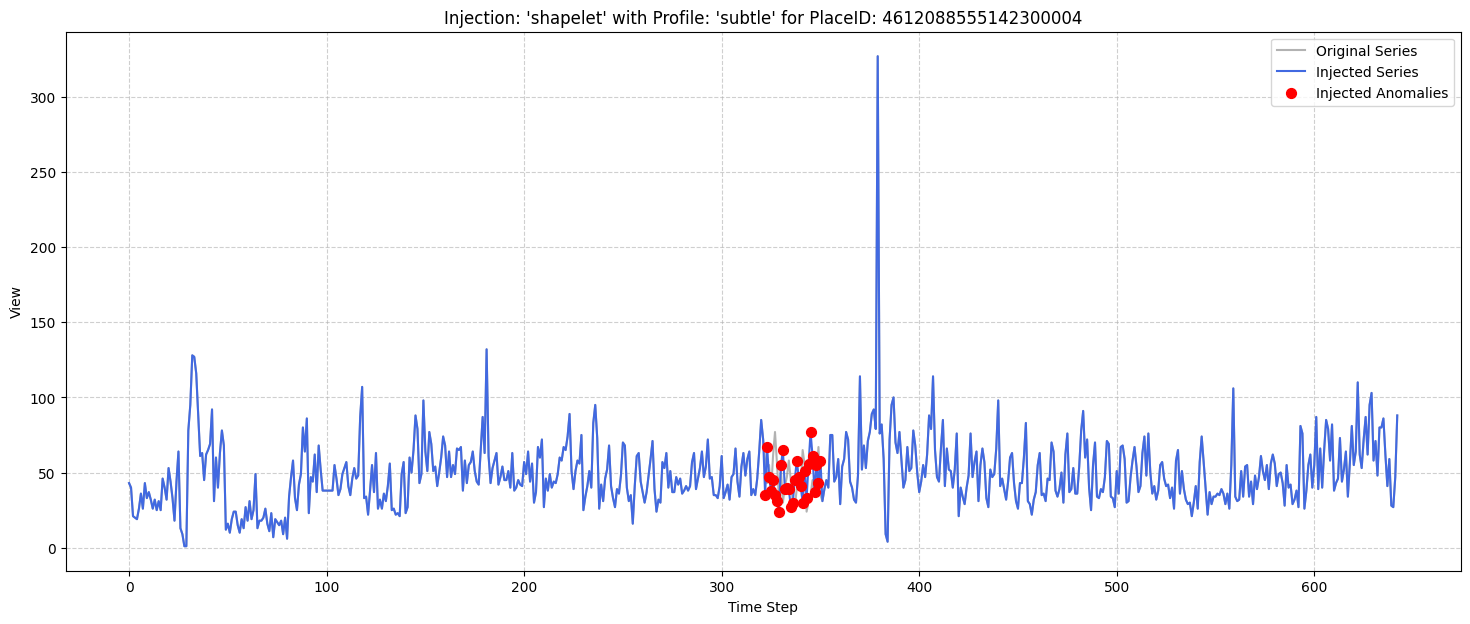 Injection: 'shapelet' with Profile: 'subtle' for PlaceID: 4612088555142300004
Original Series
Injected Series
Injected Anomalies
View
300
250
200
150
100
50
0
0 100 200 300 400 500 600
Time Step